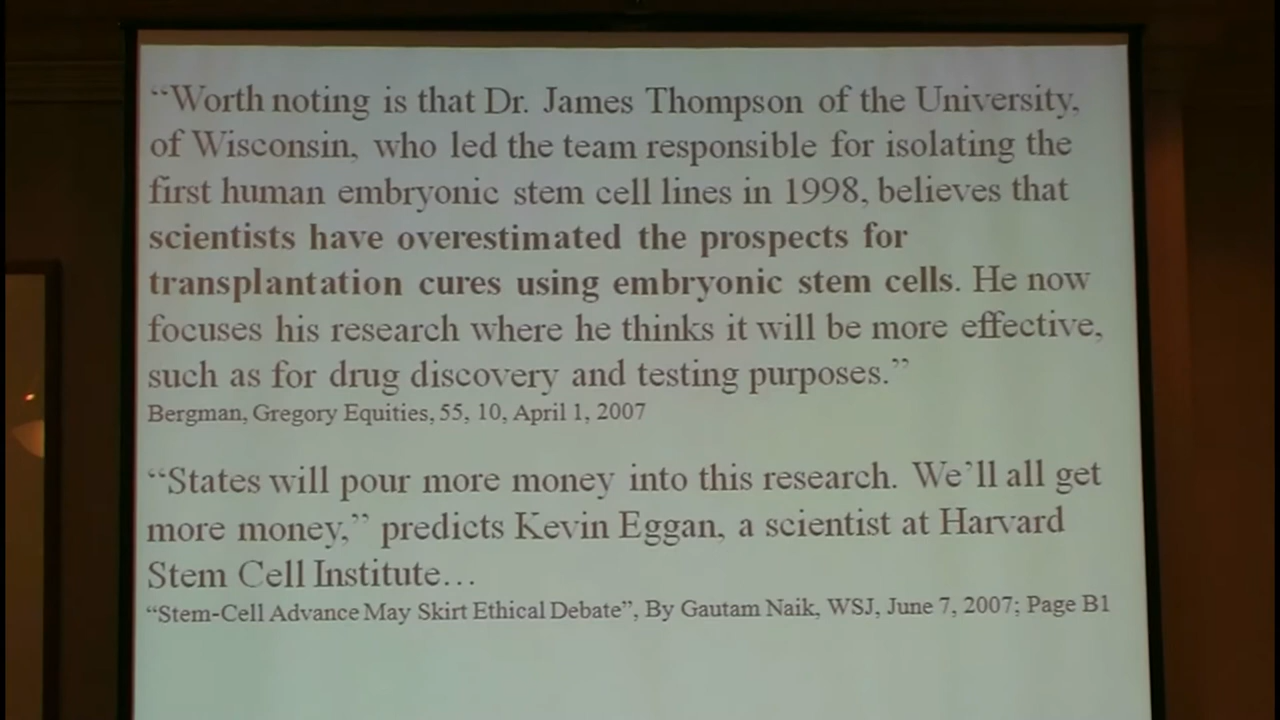 “Worth noting is that Dr. James Thompson of the University,
of Wisconsin, who led the team responsible for isolating the
first human embryonic stem cell lines in 1998, believes that
scientists have overestimated the prospects for
transplantation cures using embryonic stem cells. He now
focuses his research where he thinks it will be more effective,
such as for drug discovery and testing purposes.”
Bergman, Gregory Equities, 55, 10, April 1, 2007
“States will pour more money into this research. We’ll all get
more money,” predicts Kevin Eggan, a scientist at Harvard
Stem Cell Institute…
“Stem-Cell Advance May Skirt Ethical Debate”, By Gautam Naik, WSJ, June 7, 2007; Page B1